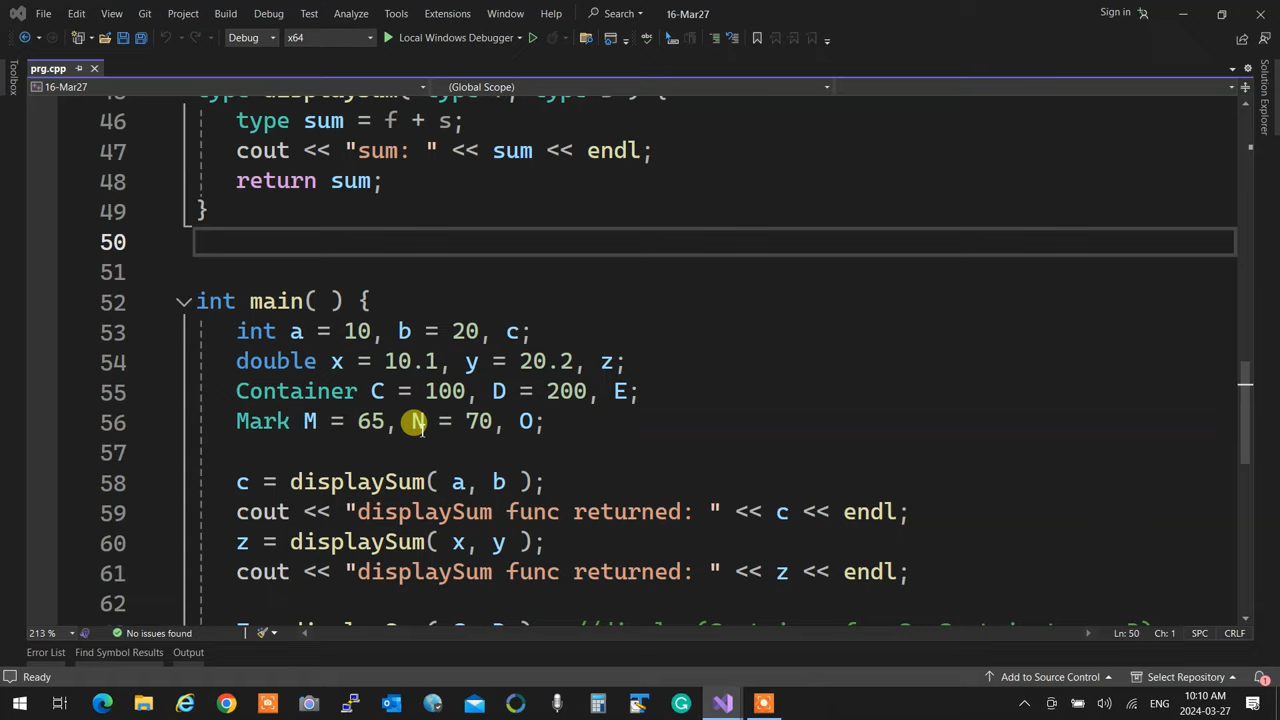 File Edit View Git Project Build Debug Test Analyze Tools Extensions Window Help Search 16-Mar27 Sign in
Debug x64 Local Windows Debugger
prg.cpp
16-Mar27 (Global Scope)
Toolbox
Solution Explorer
46 type sum = f + s;
47 cout << "sum: " << sum << endl;
48 return sum;
49 }
50
51
52 int main( ) {
53 int a = 10, b = 20, c;
54 double x = 10.1, y = 20.2, z;
55 Container C = 100, D = 200, E;
56 Mark M = 65, N = 70, O;
57
58 c = displaySum( a, b );
59 cout << "displaySum func returned: " << c << endl;
60 z = displaySum( x, y );
61 cout << "displaySum func returned: " << z << endl;
62
213 % No issues found Ln: 50 Ch: 1 SPC CRLF
Error List Find Symbol Results Output
Ready Add to Source Control Select Repository 1
ENG 10:10 AM
2024-03-27